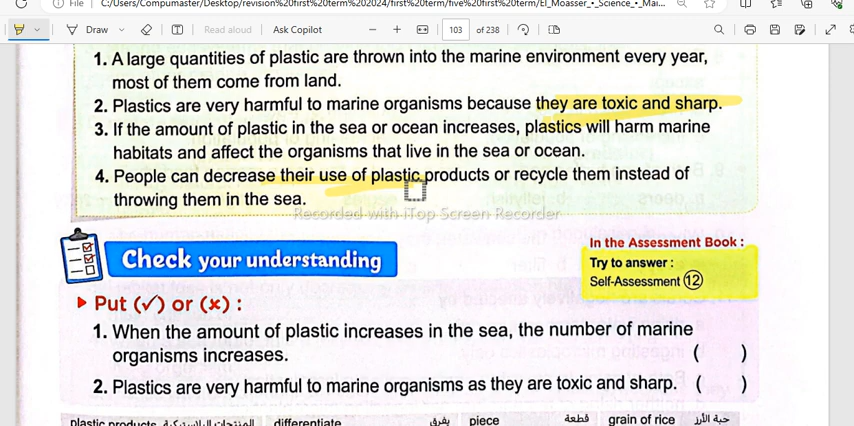 File | C:/Users/Compumaster/Desktop/revision%20first%20term%202024/first%20term/five%20first%20term/El_Moasser_•_Science_•_Mai...
Draw Read aloud Ask Copilot 103 of 238
1. A large quantities of plastic are thrown into the marine environment every year,
most of them come from land.
2. Plastics are very harmful to marine organisms because they are toxic and sharp.
3. If the amount of plastic in the sea or ocean increases, plastics will harm marine
habitats and affect the organisms that live in the sea or ocean.
4. People can decrease their use of plastic products or recycle them instead of
throwing them in the sea.
Recorded with iTop Screen Recorder
Check your understanding
In the Assessment Book :
Try to answer :
Self-Assessment 12
Put (✓) or (x) :
1. When the amount of plastic increases in the sea, the number of marine
organisms increases. ( )
2. Plastics are very harmful to marine organisms as they are toxic and sharp. ( )
plastic products المنتجات البلاستيكية differentiate يفرق piece قطعة grain of rice حبة الأرز